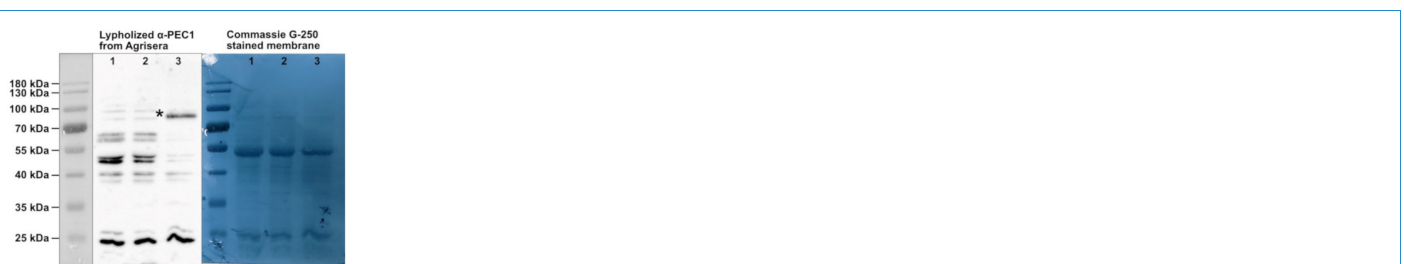 Lypholized α-PEC1
from Agrisera
Commassie G-250
stained membrane
1 2 3
1 2 3
180 kDa
130 kDa
100 kDa
*
70 kDa
55 kDa
40 kDa
35 kDa
25 kDa